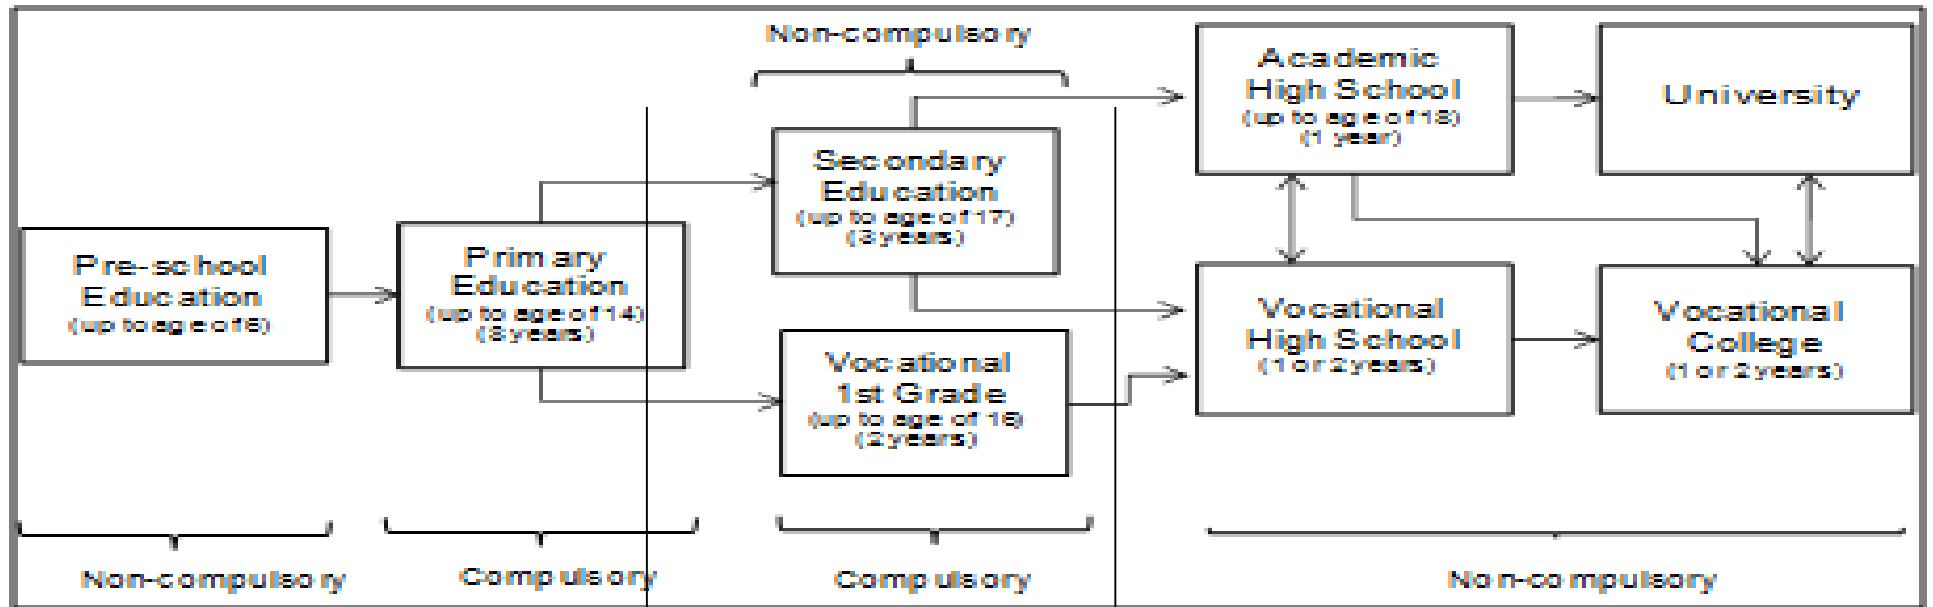 Non-compulsory
Pre-school
Education
(up to age of 6)
Primary
Education
(up to age of 14)
(8 years)
Secondary
Education
(up to age of 17)
(3 years)
Vocational
1st Grade
(up to age of 16)
(2 years)
Academic
High School
(up to age of 18)
(1 year)
University
Vocational
High School
(1 or 2 years)
Vocational
College
(1 or 2 years)
Non-compulsory
Compulsory
Compulsory
Non-compulsory